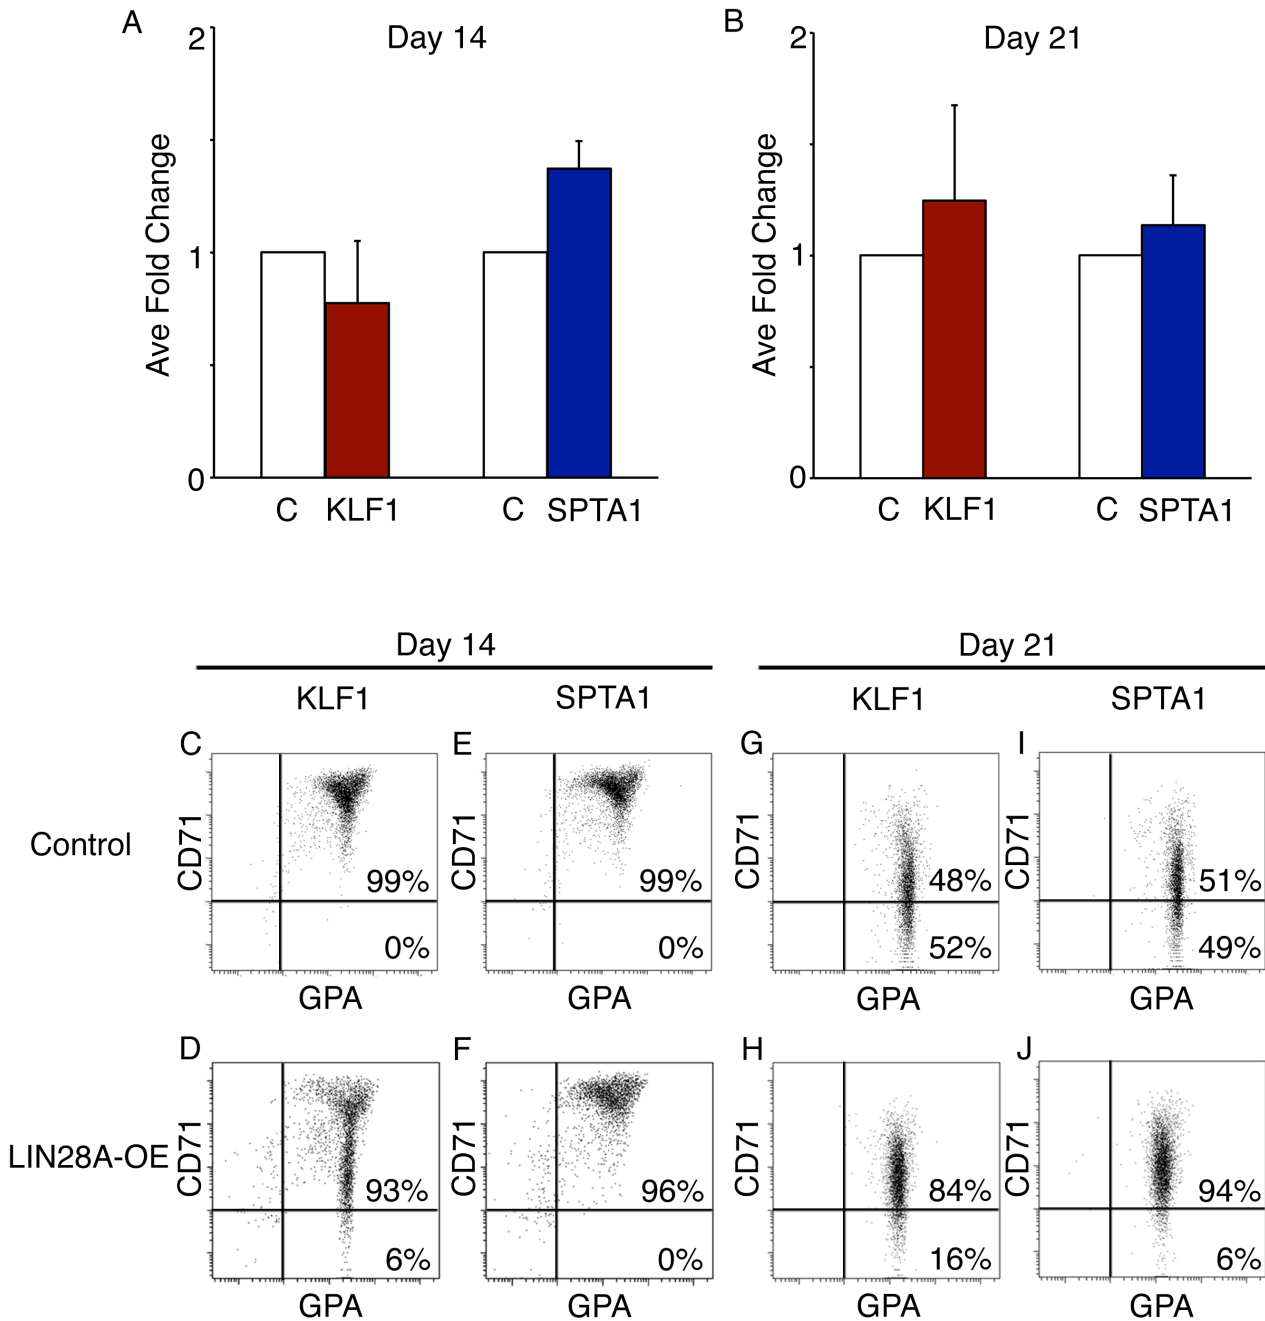 A
Day 14
2
1
0
Ave Fold Change
C KLF1
C SPTA1
B
Day 21
2
1
0
Ave Fold Change
C KLF1
C SPTA1
Day 14
Day 21
KLF1
SPTA1
KLF1
SPTA1
Control
C
CD71
99%
0%
GPA
E
CD71
99%
0%
GPA
G
CD71
48%
52%
GPA
I
CD71
51%
49%
GPA
LIN28A-OE
D
CD71
93%
6%
GPA
F
CD71
96%
0%
GPA
H
CD71
84%
16%
GPA
J
CD71
94%
6%
GPA